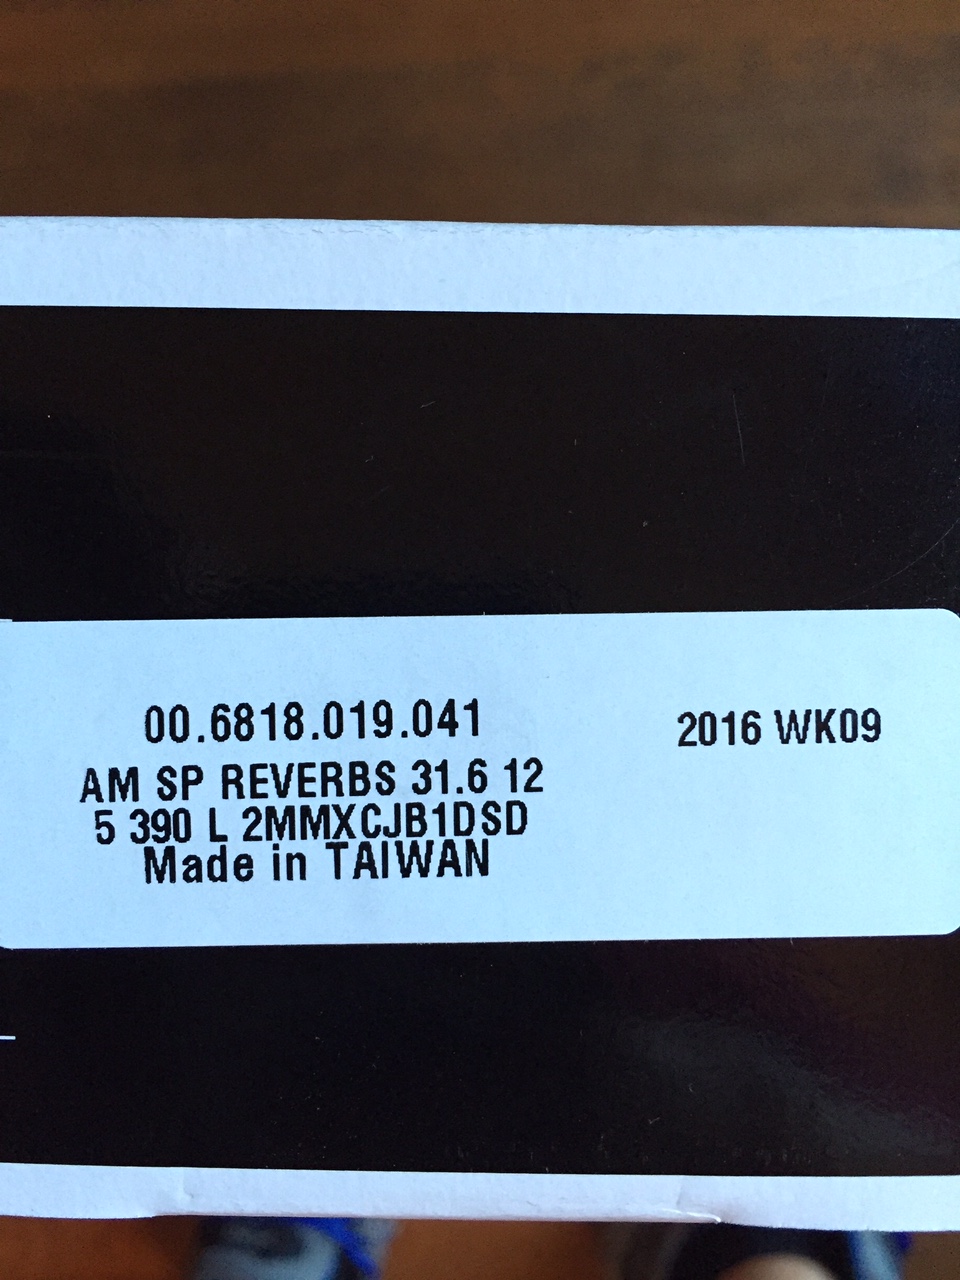 00.6818.019.041
2016 WK09
AM SP REVERBS 31.6 12
5 390 L 2MMXCJB1DSD
Made in TAIWAN